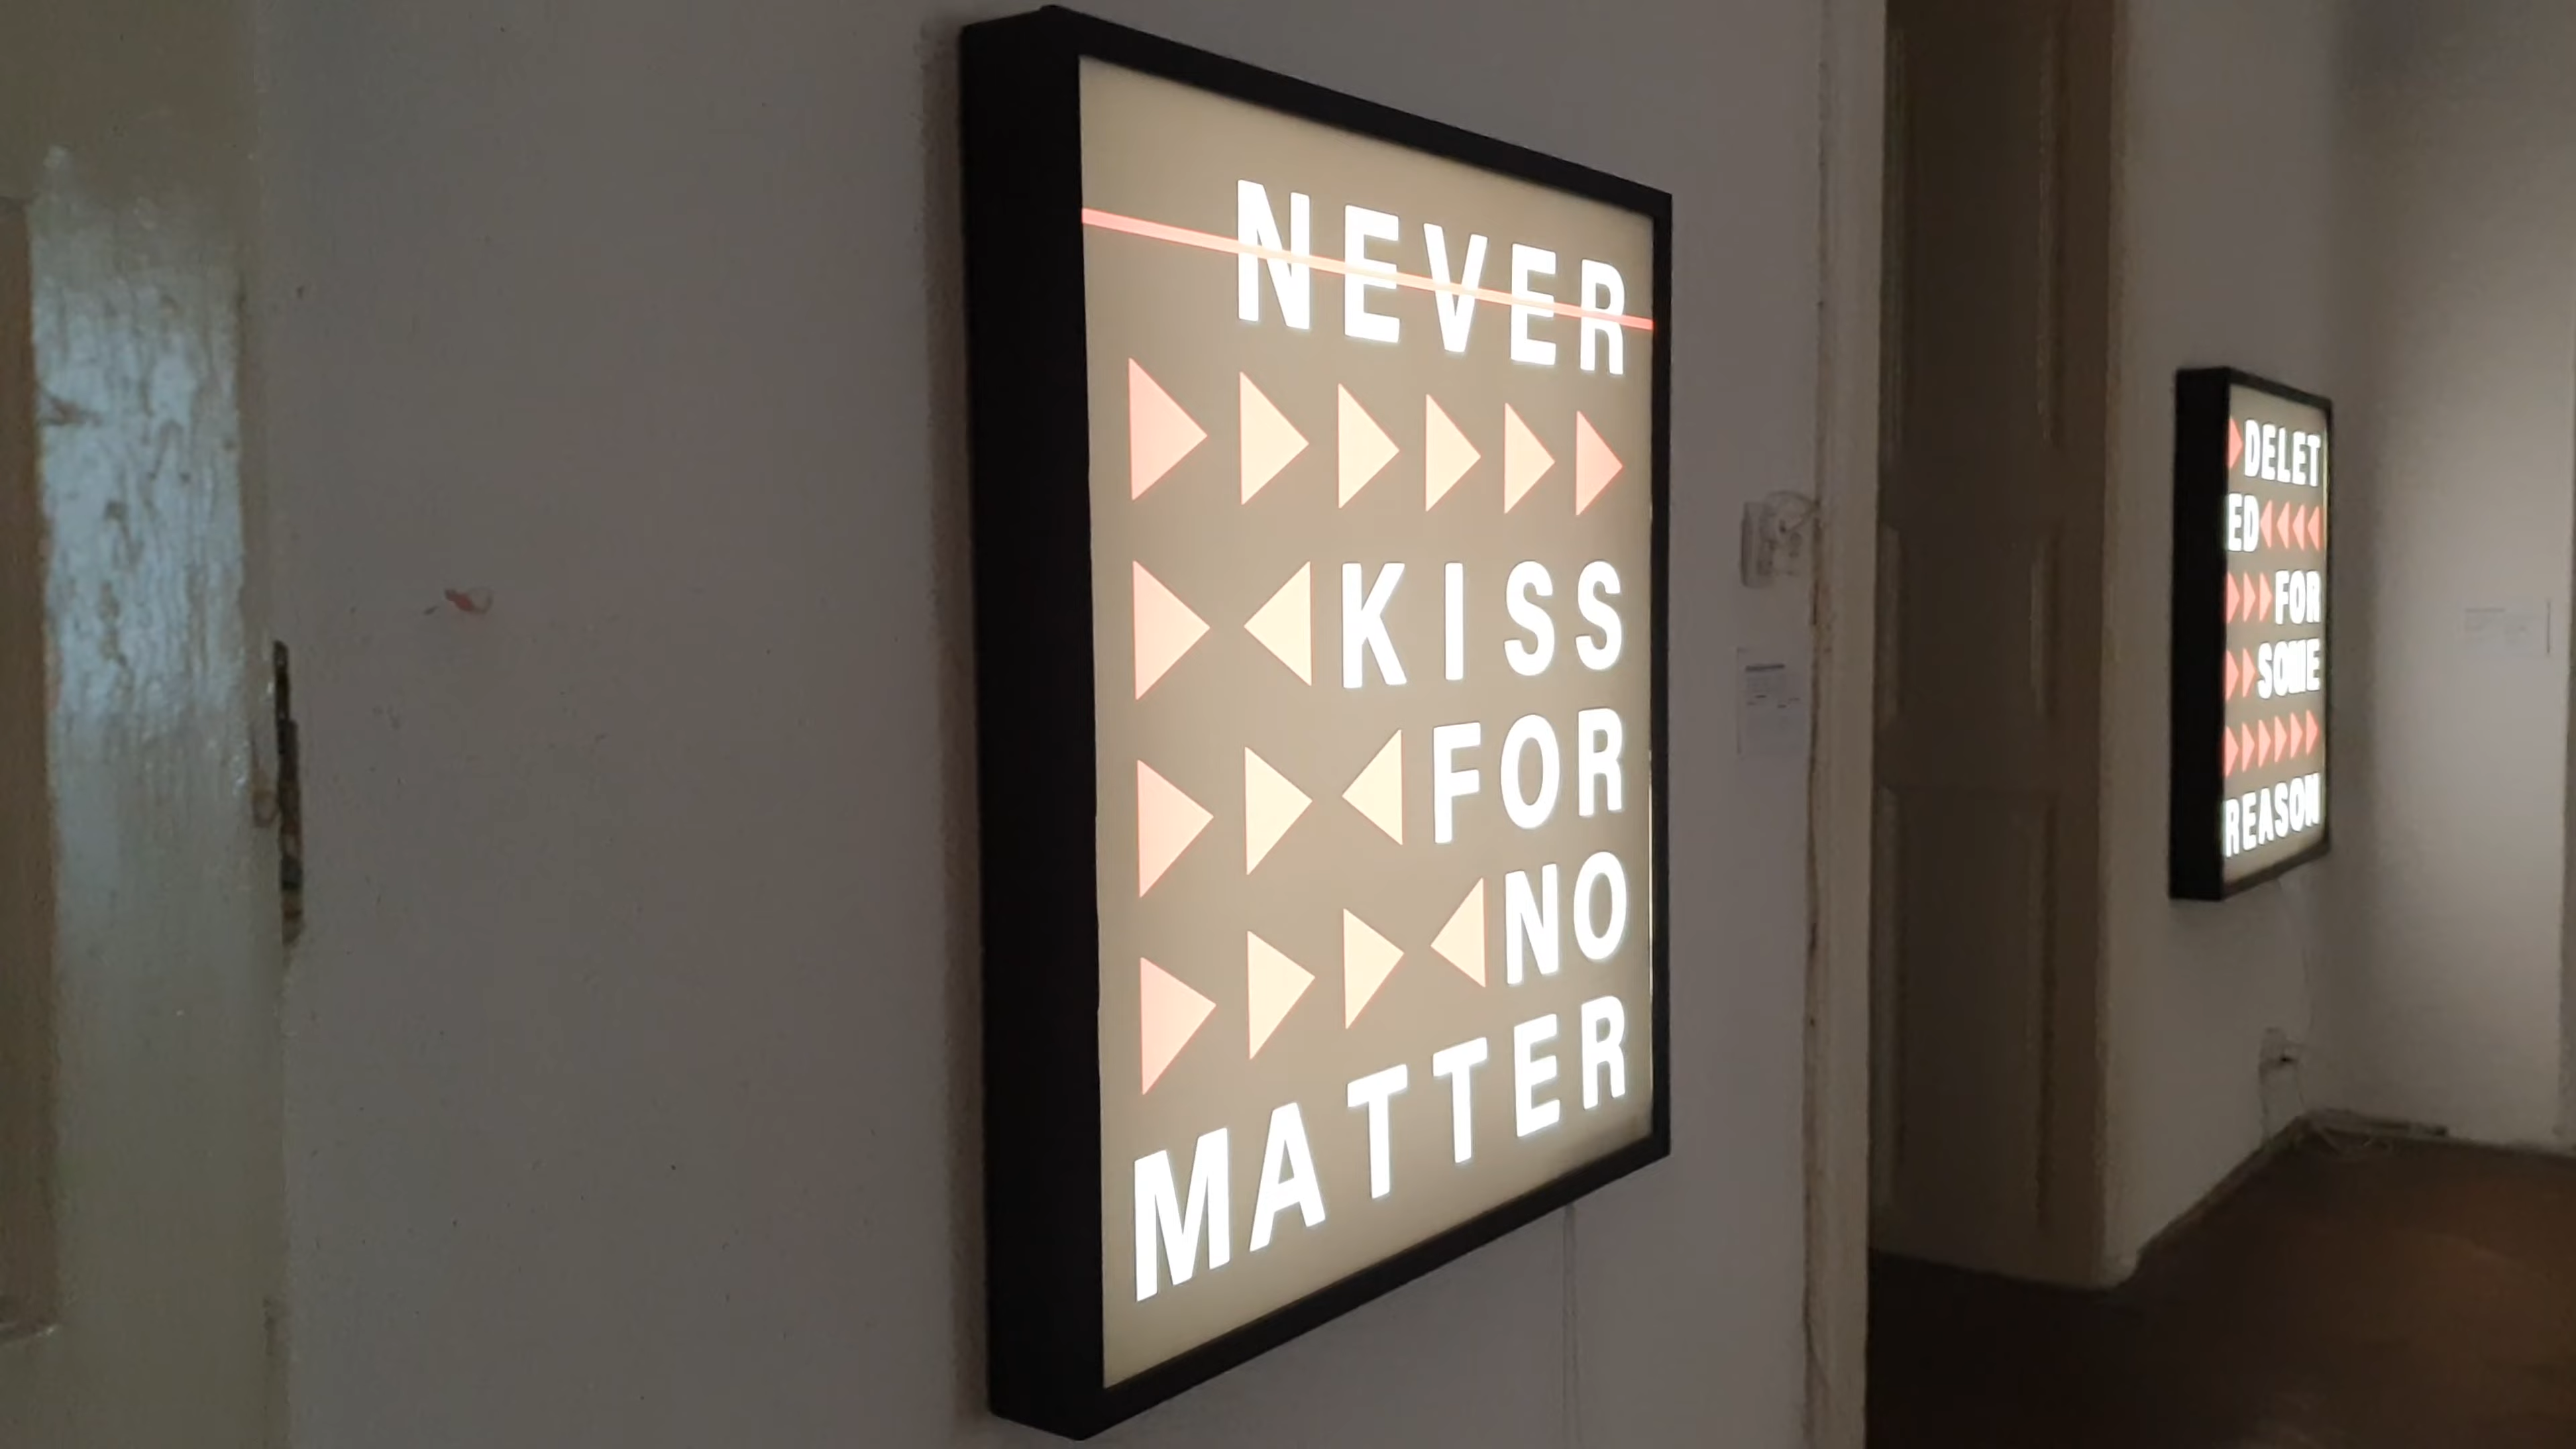 NEVER
KISS
FOR
NO
MATTER
DELET
ED
FOR
SOME
REASON